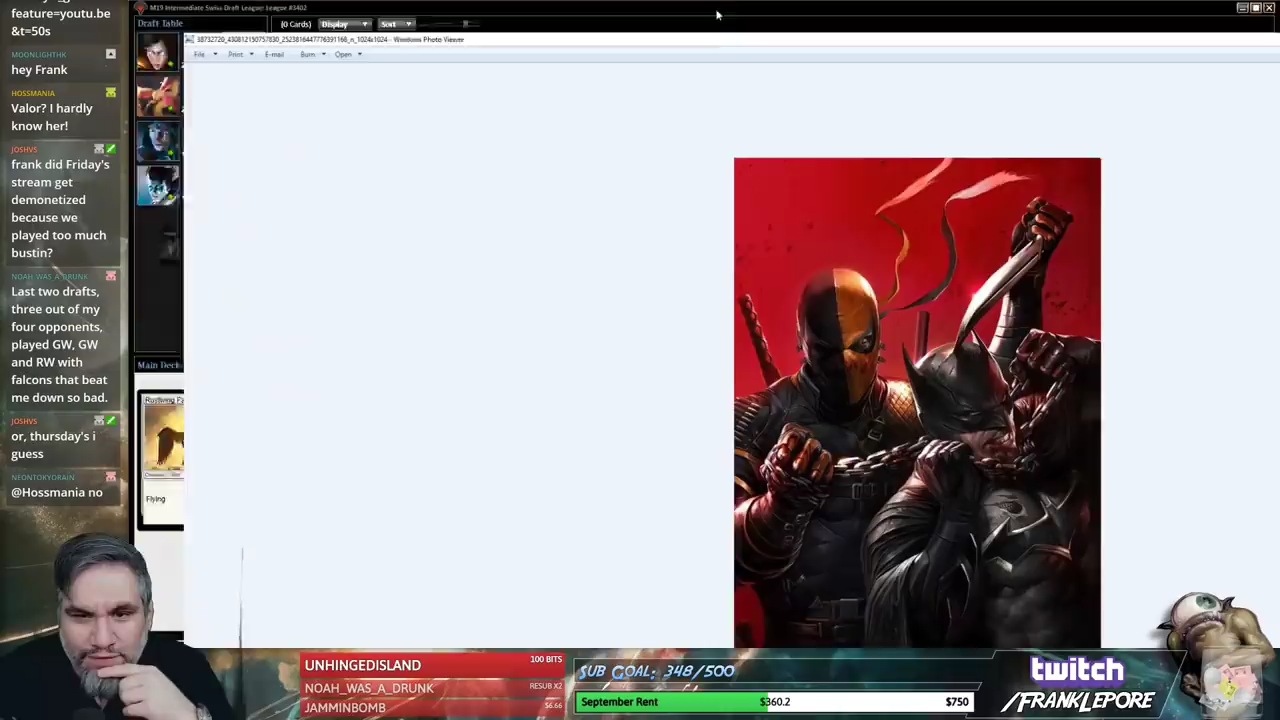 M19 Intermediate Swiss Draft League: League #3402
Draft Table
(0 Cards)
Display
Sort
38732720_430812150757830_2523816447776391168_n_1024x1024 - Windows Photo Viewer
File
Print
E-mail
Burn
Open
feature=youtu.be
&t=50s
MOONLIGHTHK
hey Frank
HOSSMANIA
Valor? I hardly
know her!
JOSHVS
frank did Friday's
stream get
demonetized
because we
played too much
bustin?
NOAH_WAS_A_DRUNK
Last two drafts,
three out of my
four opponents,
played GW, GW
and RW with
falcons that beat
me down so bad.
JOSHVS
or, thursday's i
guess
NEONTOKYORAIN
@Hossmania no
Main Deck
Rustwing Fa
Flying
UNHINGEDISLAND
100 BITS
NOAH_WAS_A_DRUNK
RESUB X2
JAMMINBOMB
$6.66
SUB GOAL: 348/500
September Rent
$360.2
$750
twitch
/FRANKLEPORE